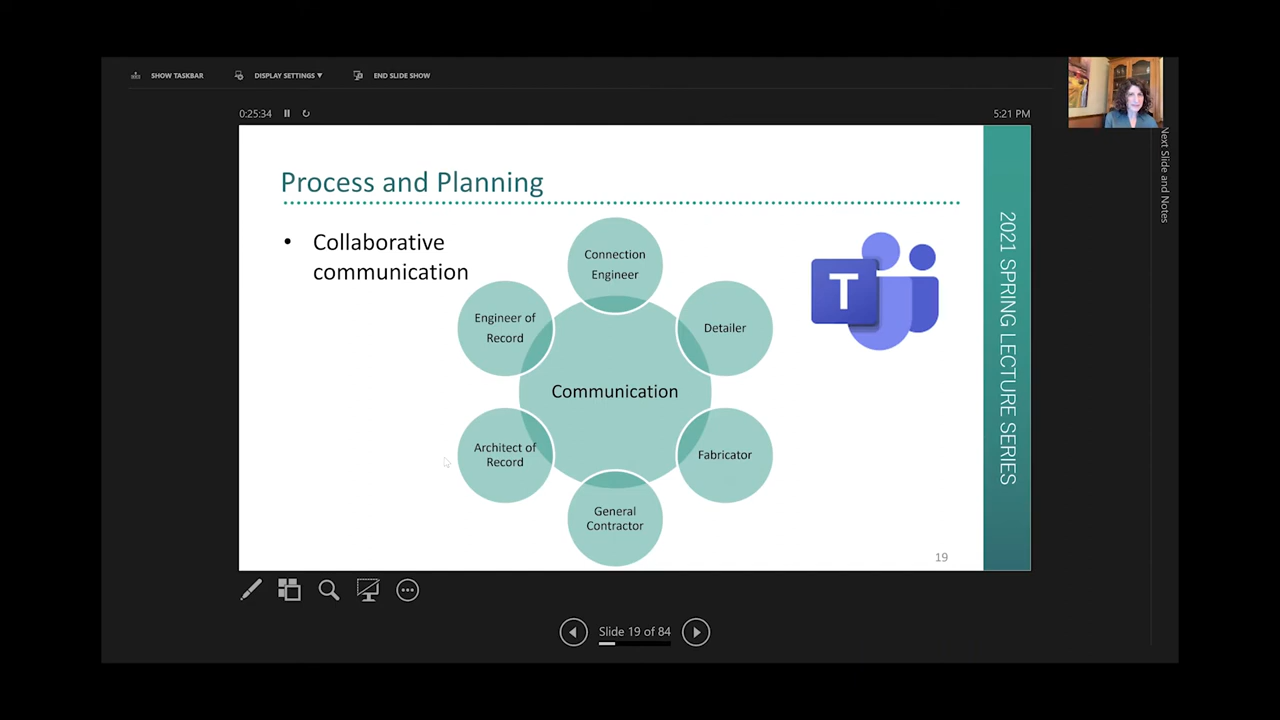 SHOW TASKBAR
DISPLAY SETTINGS ▼
END SLIDE SHOW
0:25:34
5:21 PM
Next Slide and Notes
Process and Planning
• Collaborative
communication
Connection
Engineer
Engineer of
Record
Detailer
Communication
Architect of
Record
Fabricator
General
Contractor
T
2021 SPRING LECTURE SERIES
19
Slide 19 of 84